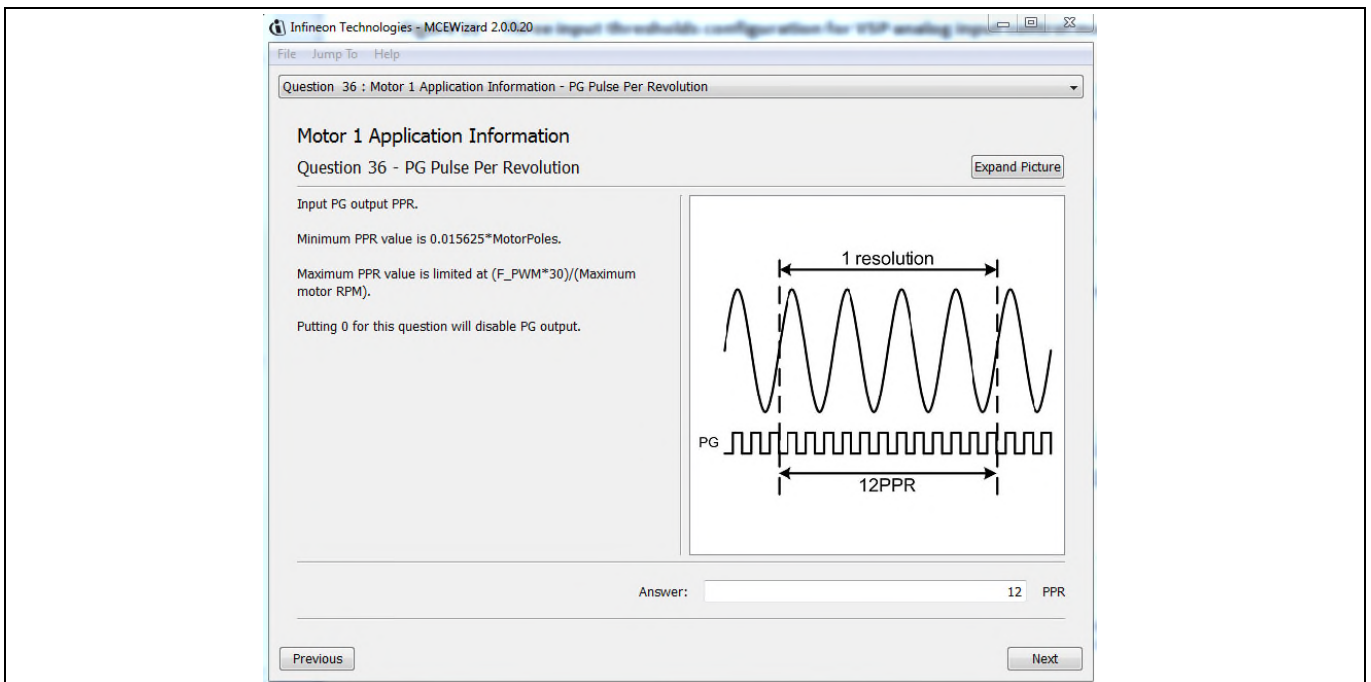 Infineon Technologies - MCEWizard 2.0.0.20
File Jump To Help
Question 36 : Motor 1 Application Information - PG Pulse Per Revolution
Motor 1 Application Information
Question 36 - PG Pulse Per Revolution
Expand Picture
Input PG output PPR.
Minimum PPR value is 0.015625*MotorPoles.
Maximum PPR value is limited at (F_PWM*30)/(Maximum
motor RPM).
Putting 0 for this question will disable PG output.
1 resolution
PG
12PPR
Answer: 12 PPR
Previous Next